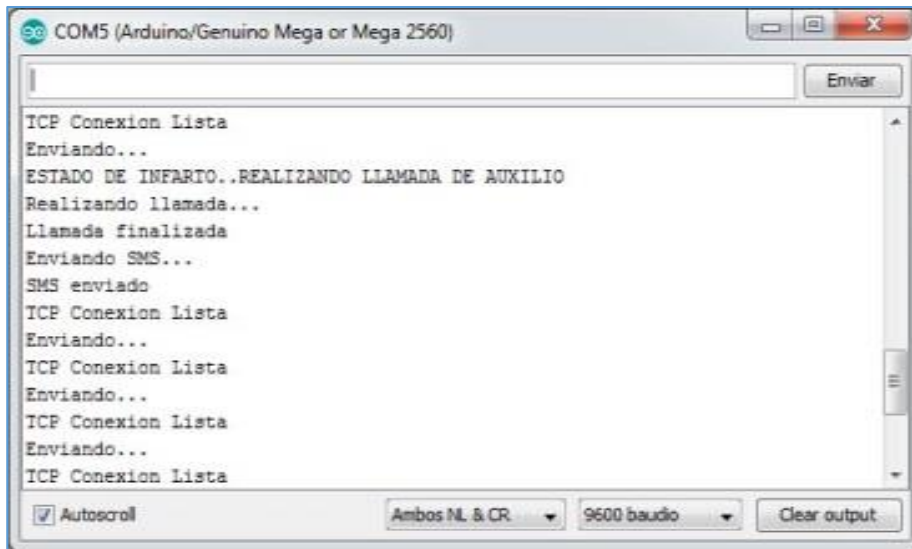 COM5 (Arduino/Genuino Mega or Mega 2560)
Enviar
TCP Conexion Lista
Enviando...
ESTADO DE INFARTO..REALIZANDO LLAMADA DE AUXILIO
Realizando llamada...
Llamada finalizada
Enviando SMS...
SMS enviado
TCP Conexion Lista
Enviando...
TCP Conexion Lista
Enviando...
TCP Conexion Lista
Enviando...
TCP Conexion Lista
Autoscroll Ambos NL & CR 9600 baudio Clear output